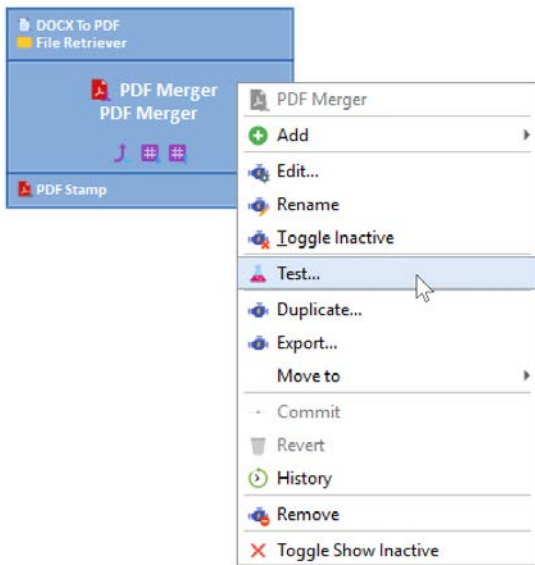 DOCX To PDF
File Retriever
PDF Merger
PDF Merger
PDF Stamp
PDF Merger
Add
Edit...
Rename
Toggle Inactive
Test...
Duplicate...
Export...
Move to
Commit
Revert
History
Remove
Toggle Show Inactive